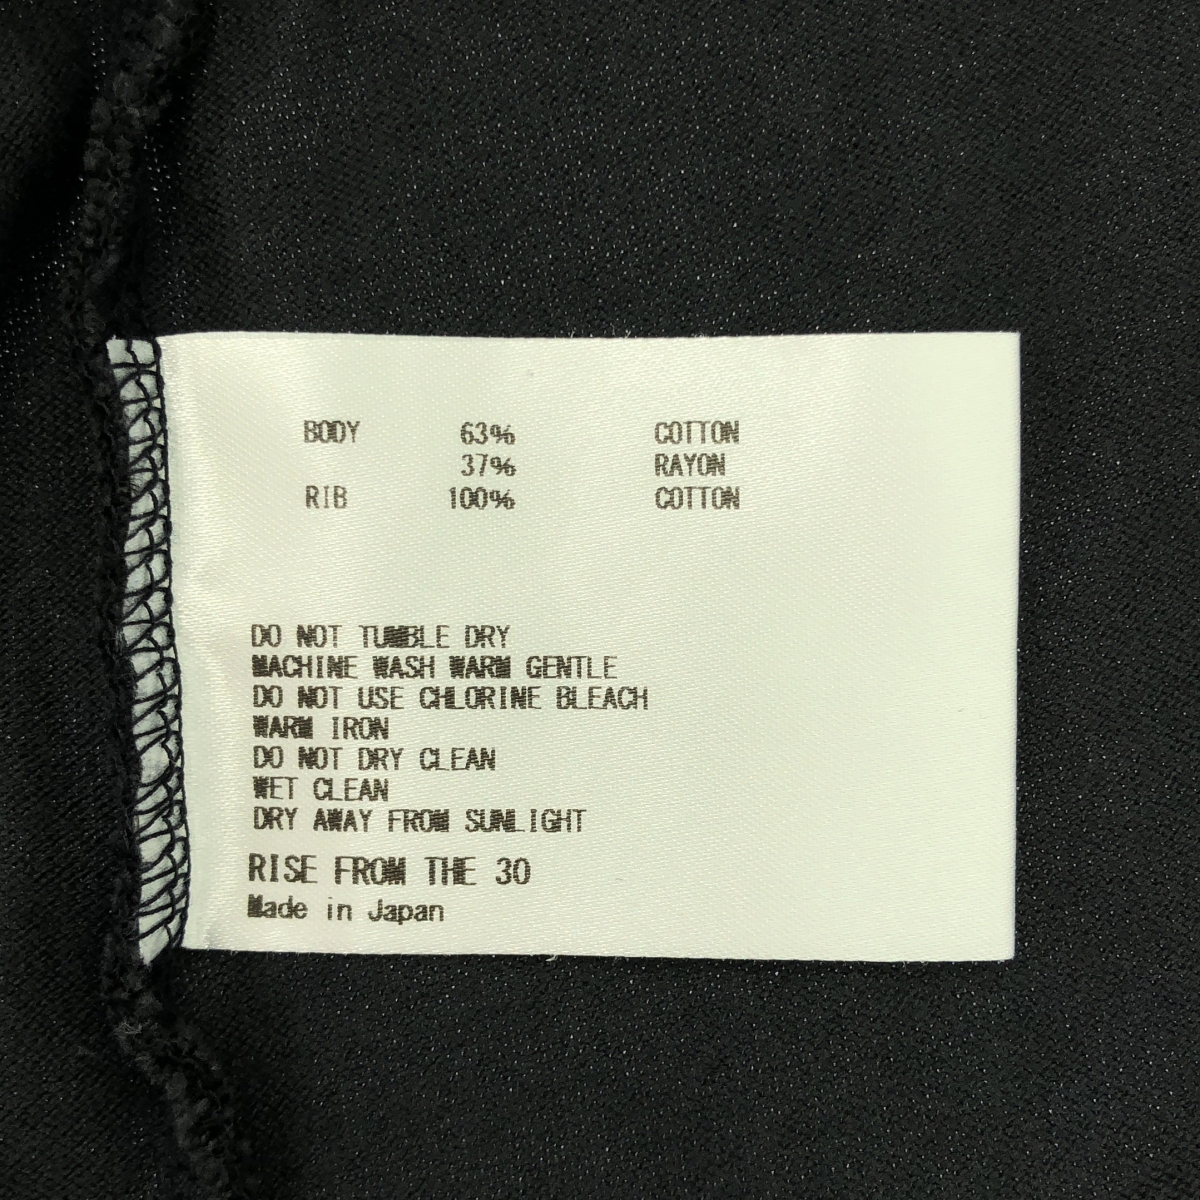 BODY 63% COTTON
37% RAYON
RIB 100% COTTON
DO NOT TUMBLE DRY
MACHINE WASH WARM GENTLE
DO NOT USE CHLORINE BLEACH
WARM IRON
DO NOT DRY CLEAN
WET CLEAN
DRY AWAY FROM SUNLIGHT
RISE FROM THE 30
Made in Japan